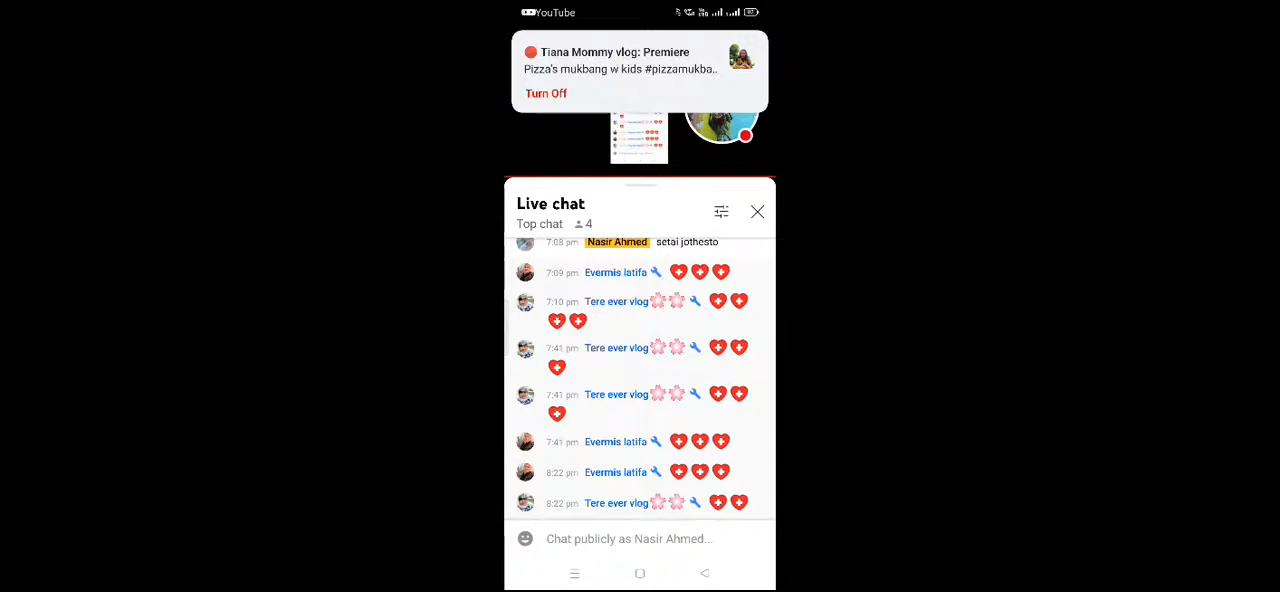 YouTube
Tiana Mommy vlog: Premiere
Pizza's mukbang w kids #pizzamukba..
Turn Off
Live chat
Top chat 4
7:08 pm Nasir Ahmed setai jothesto
7:09 pm Evermis latifa
7:10 pm Tere ever vlog
7:41 pm Tere ever vlog
7:41 pm Tere ever vlog
7:41 pm Evermis latifa
8:22 pm Evermis latifa
8:22 pm Tere ever vlog
Chat publicly as Nasir Ahmed...